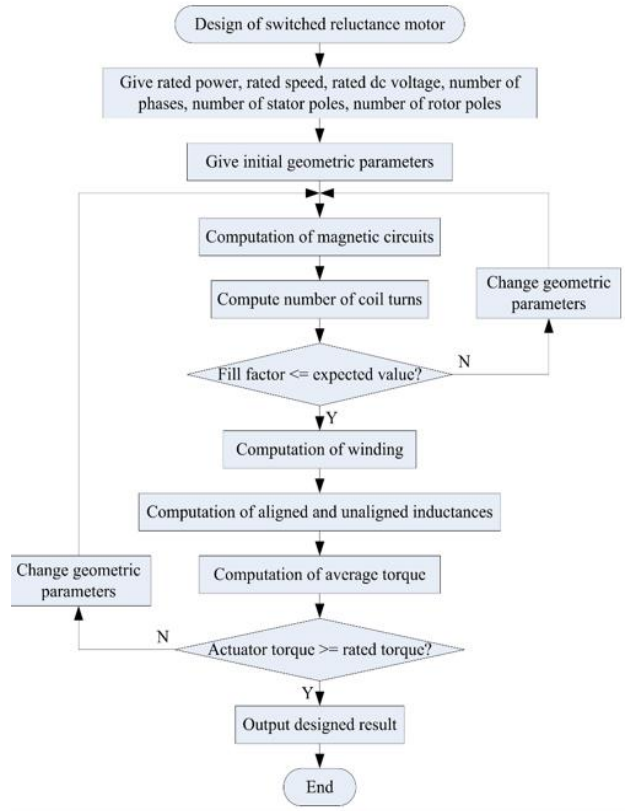 Design of switched reluctance motor
Give rated power, rated speed, rated dc voltage, number of
phases, number of stator poles, number of rotor poles
Give initial geometric parameters
Computation of magnetic circuits
Change geometric
parameters
Compute number of coil turns
Fill factor <= expected value?
N
Y
Computation of winding
Computation of aligned and unaligned inductances
Change geometric
parameters
Computation of average torque
N
Actuator torque >= rated torque?
Y
Output designed result
End